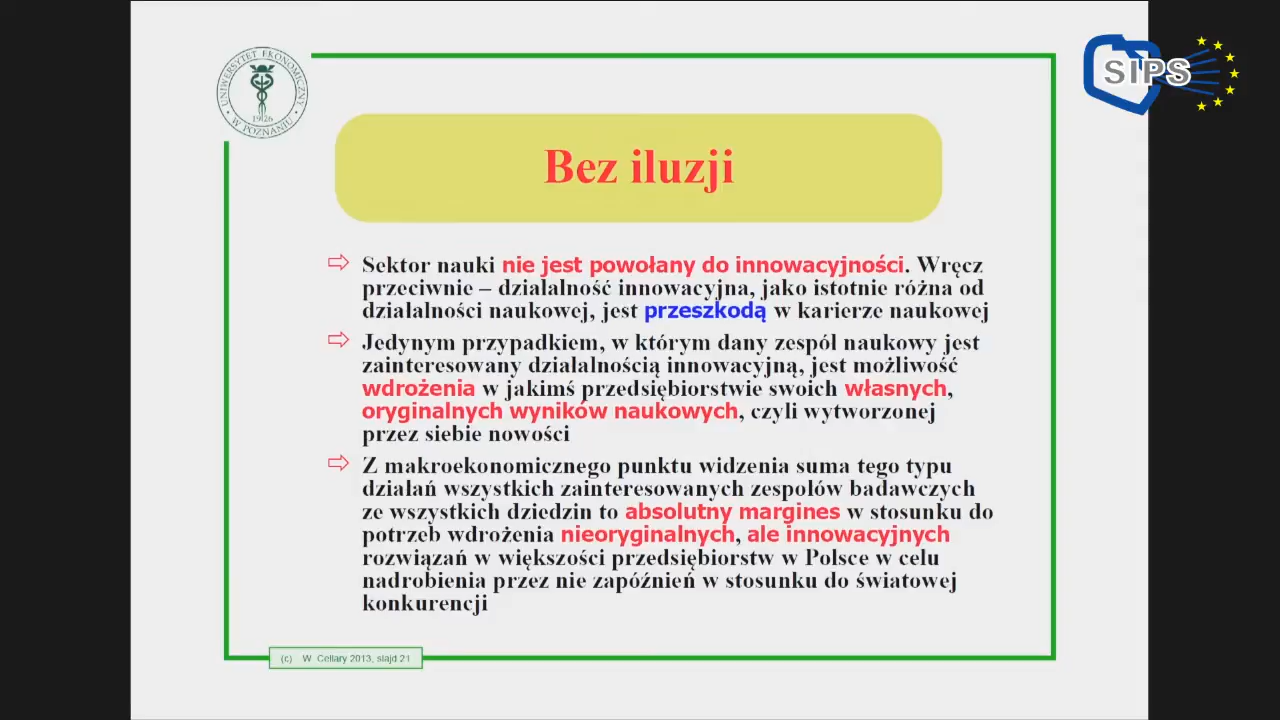 UNIWERSYTET EKONOMICZNY
W POZNANIU
1926
SIPS
Bez iluzji
Sektor nauki nie jest powołany do innowacyjności. Wręcz
przeciwnie – działalność innowacyjna, jako istotnie różna od
działalności naukowej, jest przeszkodą w karierze naukowej
Jedynym przypadkiem, w którym dany zespół naukowy jest
zainteresowany działalnością innowacyjną, jest możliwość
wdrożenia w jakimś przedsiębiorstwie swoich własnych,
oryginalnych wyników naukowych, czyli wytworzonej
przez siebie nowości
Z makroekonomicznego punktu widzenia suma tego typu
działań wszystkich zainteresowanych zespołów badawczych
ze wszystkich dziedzin to absolutny margines w stosunku do
potrzeb wdrożenia nieoryginalnych, ale innowacyjnych
rozwiązań w większości przedsiębiorstw w Polsce w celu
nadrobienia przez nie zapóźnień w stosunku do światowej
konkurencji
(c) W. Cellary 2013, slajd 21